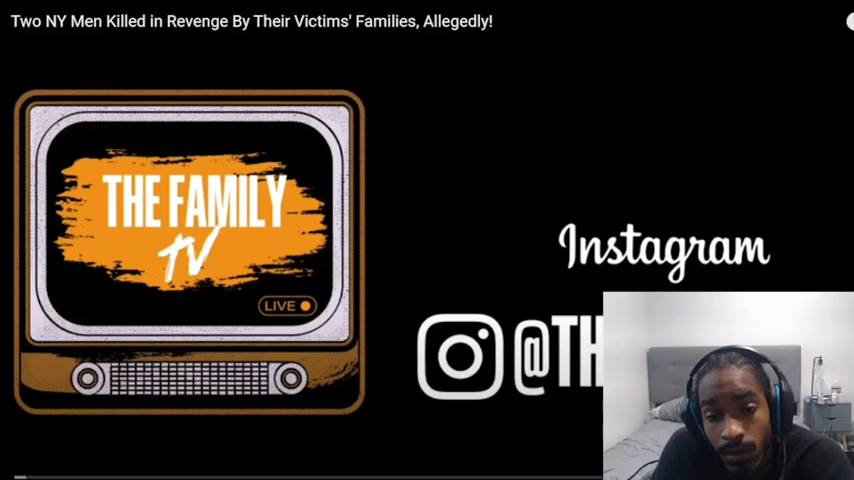 Two NY Men Killed in Revenge By Their Victims' Families, Allegedly!
THE FAMILY
TV
LIVE
Instagram
@TH